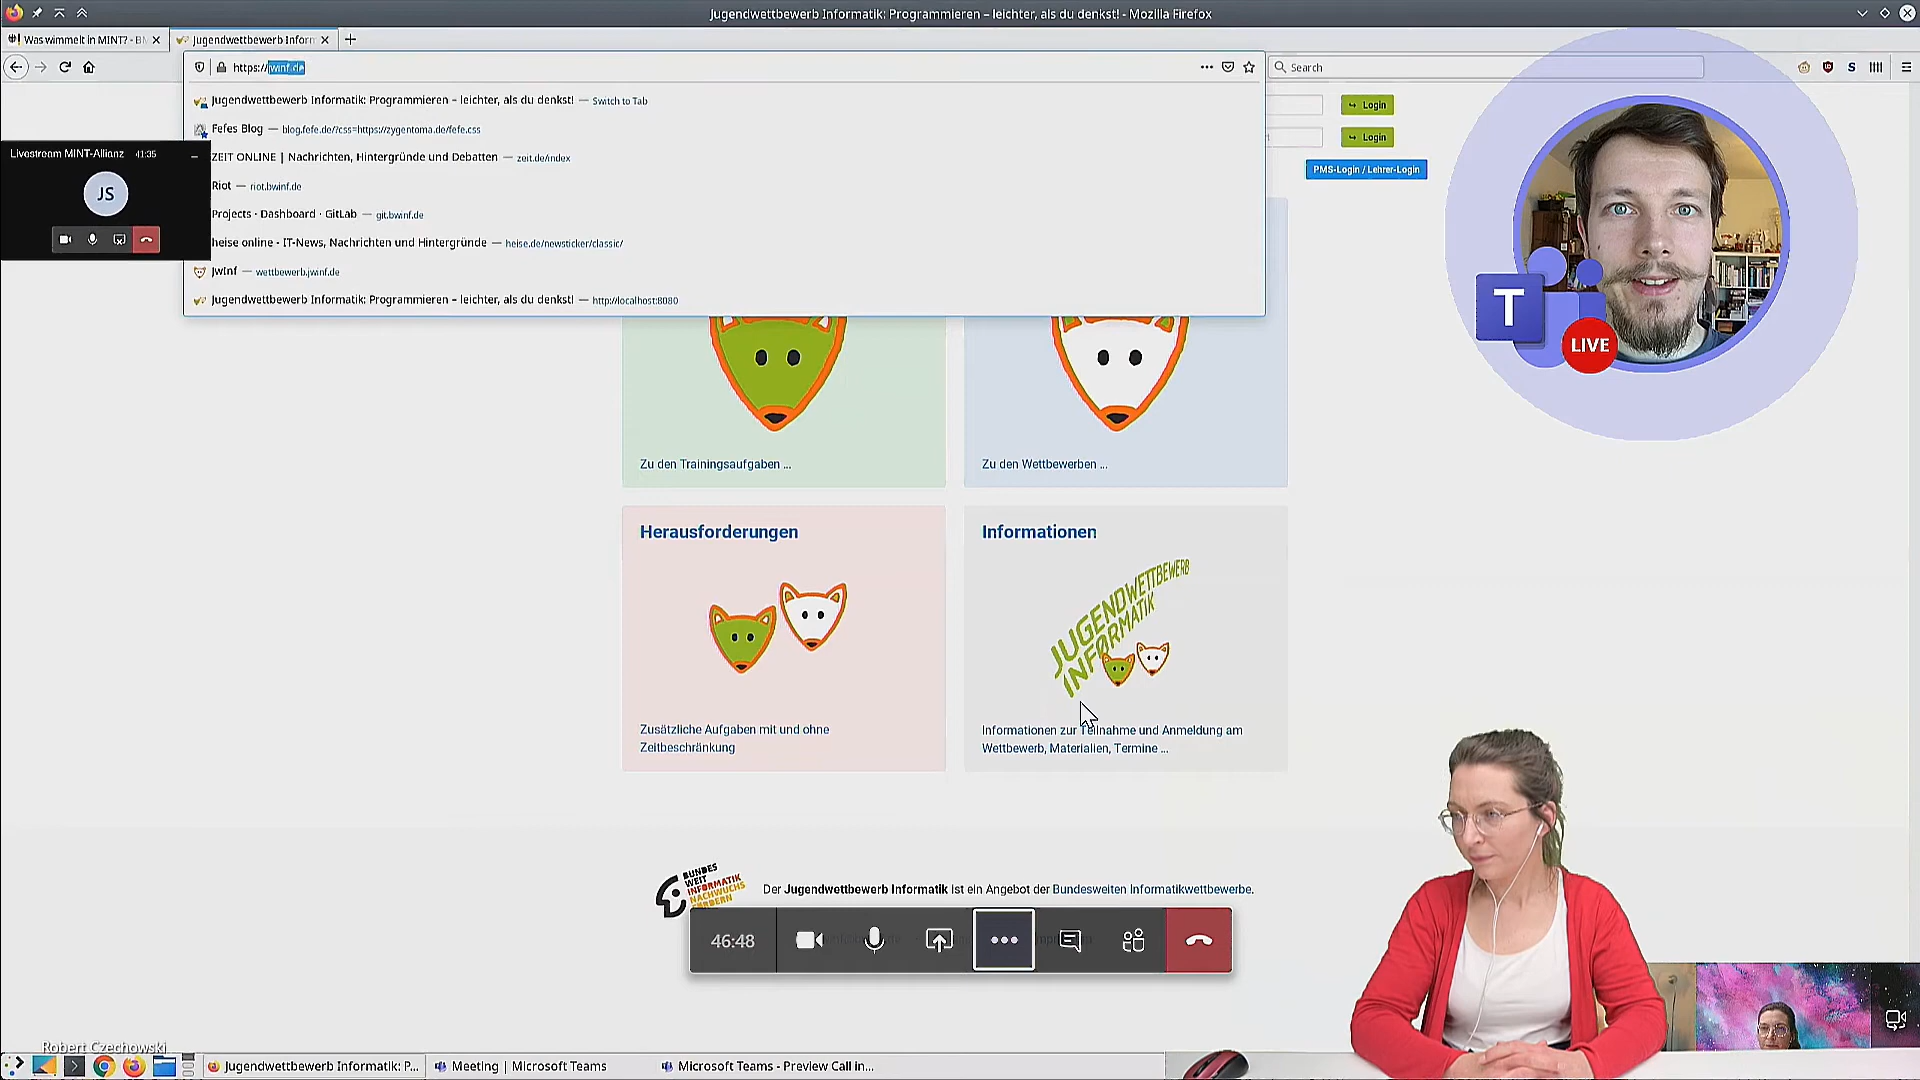 Jugendwettbewerb Informatik: Programmieren – leichter, als du denkst! - Mozilla Firefox
Was wimmelt in MINT? - BM
Jugendwettbewerb Inform
https://jwinf.de
Search
Jugendwettbewerb Informatik: Programmieren – leichter, als du denkst! — Switch to Tab
Login
Fefes Blog — blog.fefe.de/?css=https://zygentoma.de/fefe.css
Login
Livestream MINT-Allianz 41:35
ZEIT ONLINE | Nachrichten, Hintergründe und Debatten — zeit.de/index
PMS-Login / Lehrer-Login
JS
Riot — riot.bwinf.de
Projects · Dashboard · GitLab — git.bwinf.de
heise online - IT-News, Nachrichten und Hintergründe — heise.de/newsticker/classic/
JwInf — wettbewerb.jwinf.de
Jugendwettbewerb Informatik: Programmieren – leichter, als du denkst! — http://localhost:8080
T
LIVE
Zu den Trainingsaufgaben ...
Zu den Wettbewerben ...
Herausforderungen
Informationen
JUGENDWETTBEWERB
INFORMATIK
Zusätzliche Aufgaben mit und ohne
Zeitbeschränkung
Informationen zur Teilnahme und Anmeldung am
Wettbewerb, Materialien, Termine ...
BUNDES
WEIT
INFORMATIK
NACHWUCHS
FÖRDERN
Der Jugendwettbewerb Informatik ist ein Angebot der Bundesweiten Informatikwettbewerbe.
46:48
Robert Czechowski
Jugendwettbewerb Informatik: P...
Meeting | Microsoft Teams
Microsoft Teams - Preview Call in...